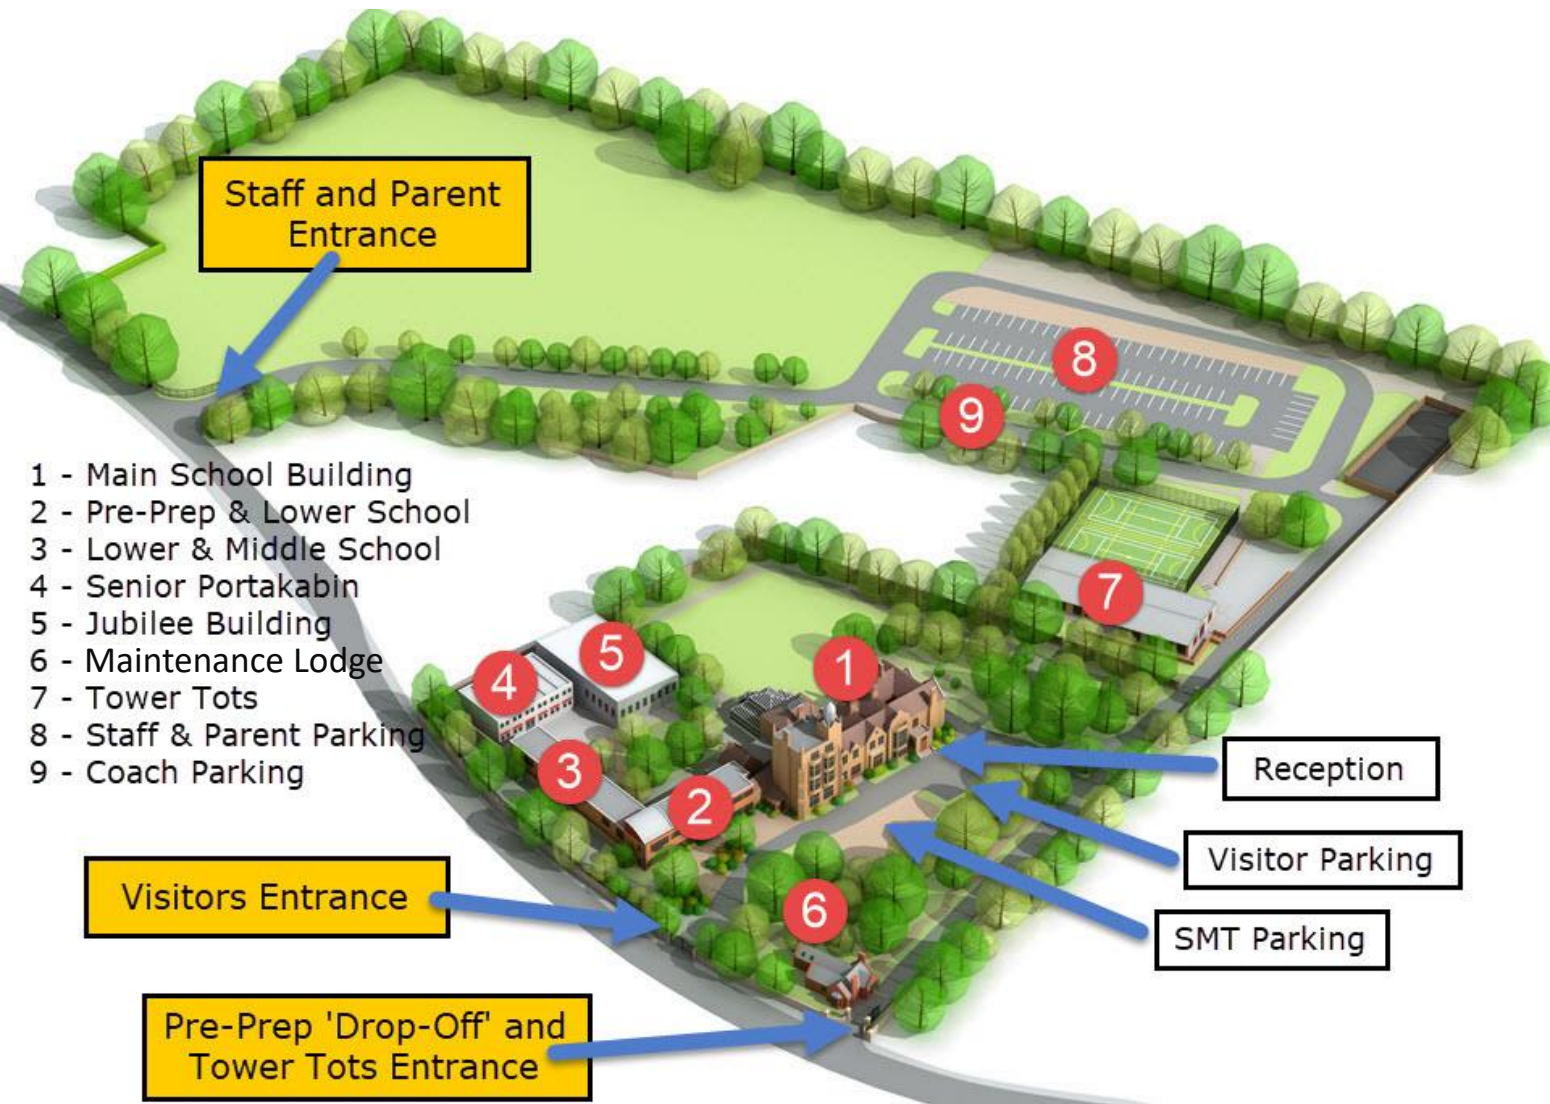 Staff and Parent
Entrance
8
9
1 - Main School Building
2 - Pre-Prep & Lower School
3 - Lower & Middle School
4 - Senior Portakabin
5 - Jubilee Building
6 - Maintenance Lodge
7 - Tower Tots
8 - Staff & Parent Parking
9 - Coach Parking
7
5
1
4
3
2
Reception
Visitor Parking
Visitors Entrance
6
SMT Parking
Pre-Prep 'Drop-Off' and
Tower Tots Entrance